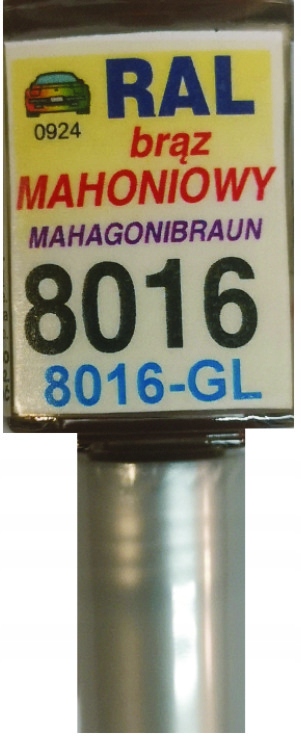 RAL
0924
brąz
MAHONIOWY
MAHAGONIBRAUN
8016
8016-GL